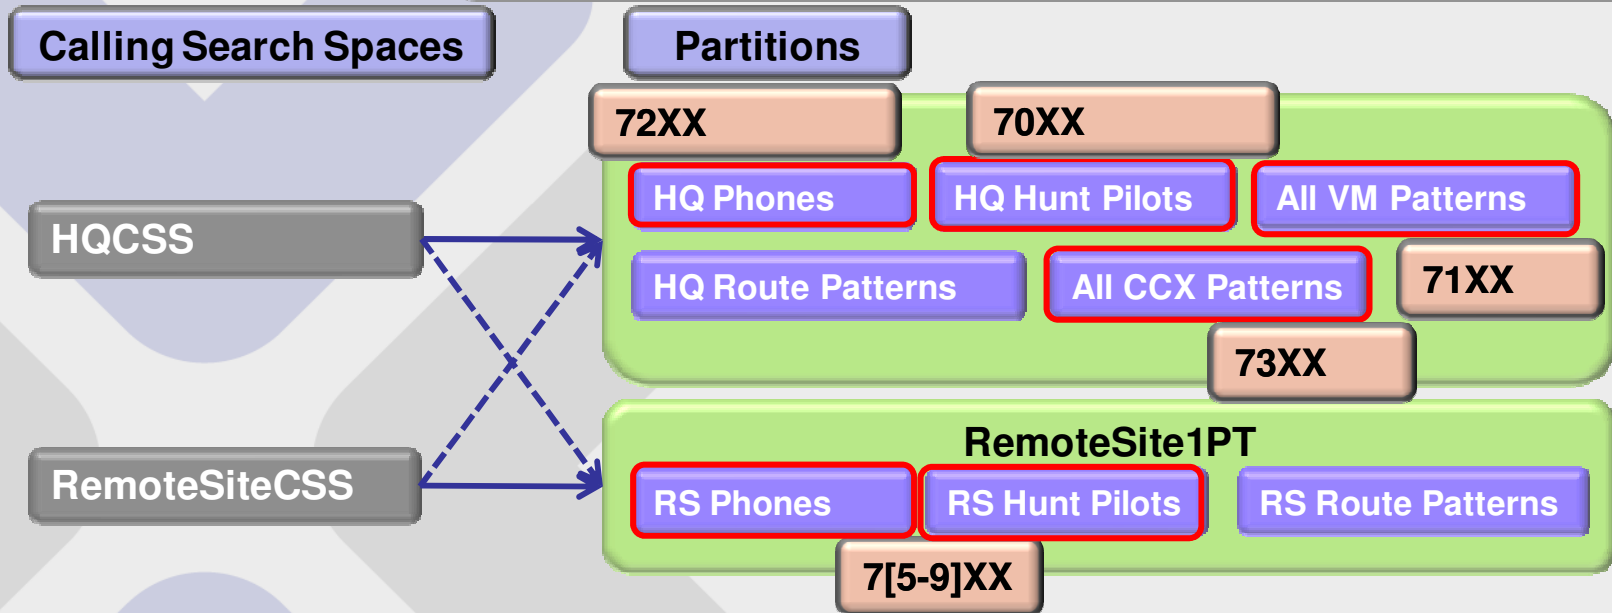 Calling Search Spaces
Partitions
72XX
70XX
HQ Phones
HQ Hunt Pilots
All VM Patterns
HQCSS
HQ Route Patterns
All CCX Patterns
71XX
73XX
RemoteSite1PT
RemoteSiteCSS
RS Phones
RS Hunt Pilots
RS Route Patterns
7[5-9]XX